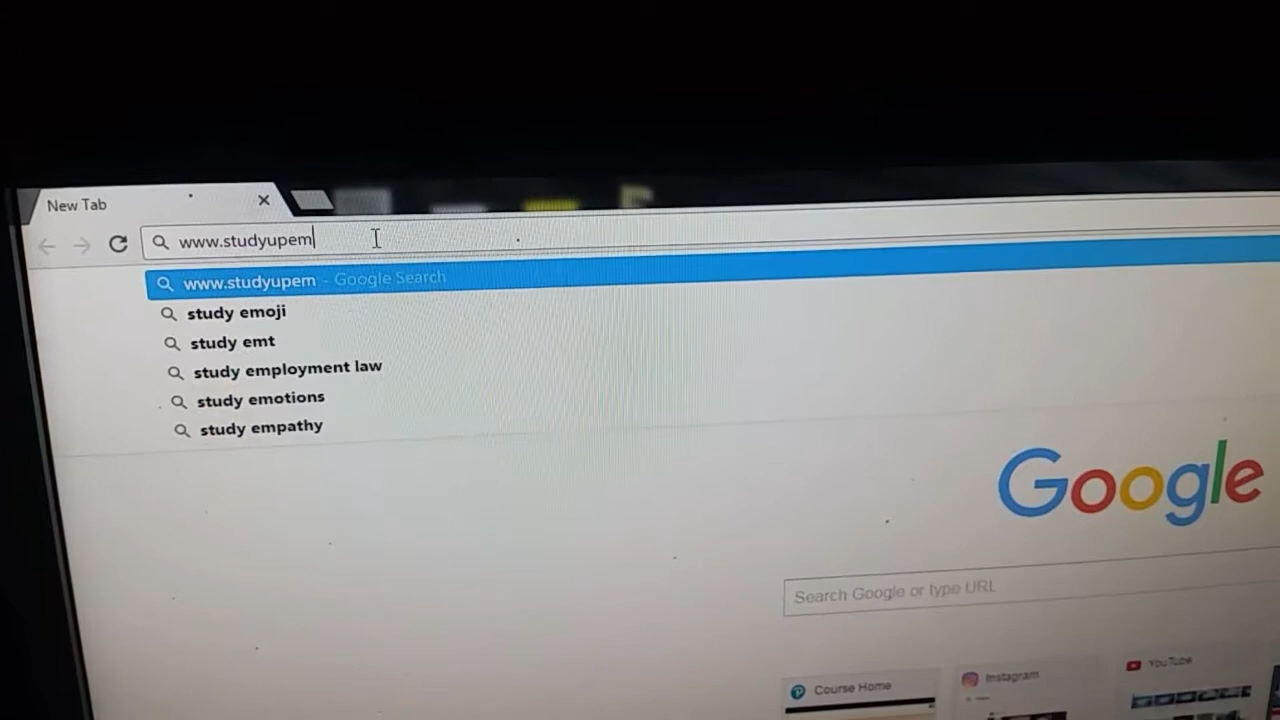 New Tab
www.studyupem
www.studyupem - Google Search
study emoji
study emt
study employment law
study emotions
study empathy
Google
Search Google or type URL
Course Home
Instagram
YouTube